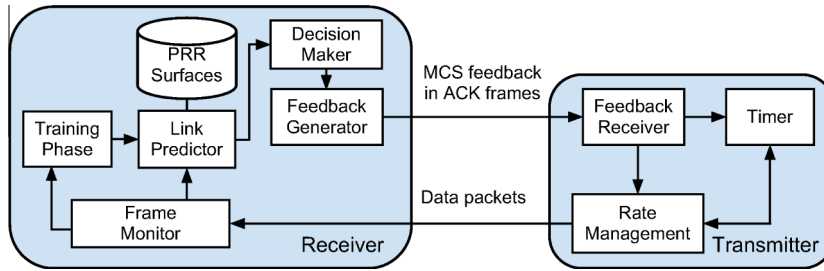 PRR
Surfaces
Decision
Maker
Training
Phase
Link
Predictor
Feedback
Generator
Frame
Monitor
Receiver
MCS feedback
in ACK frames
Data packets
Feedback
Receiver
Timer
Rate
Management
Transmitter